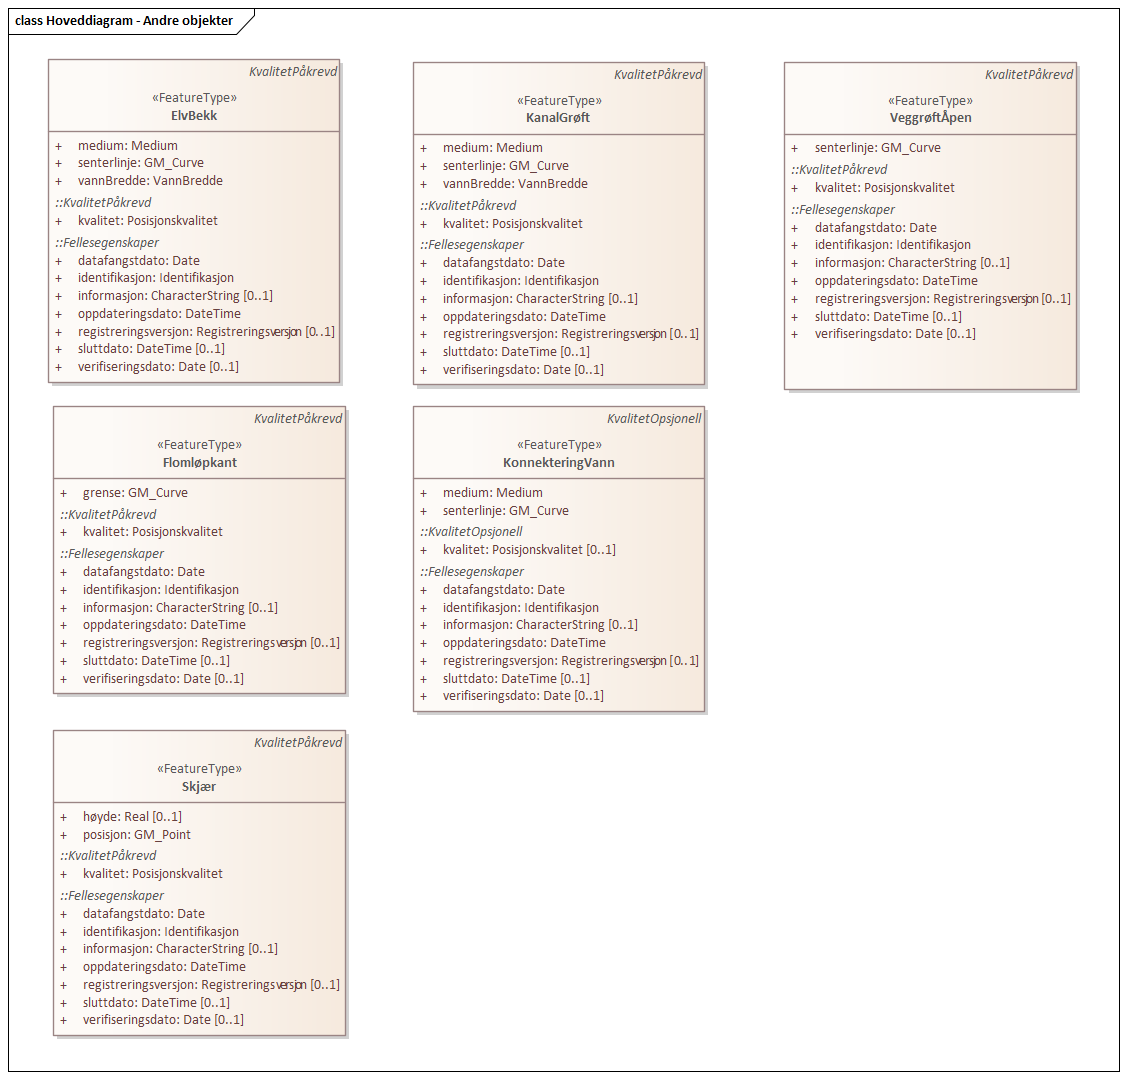 class Hoveddiagram - Andre objekter
KvalitetPåkrevd
«FeatureType»
ElvBekk
+ medium: Medium
+ senterlinje: GM_Curve
+ vannBredde: VannBredde
::KvalitetPåkrevd
+ kvalitet: Posisjonskvalitet
::Fellesegenskaper
+ datafangstdato: Date
+ identifikasjon: Identifikasjon
+ informasjon: CharacterString [0..1]
+ oppdateringsdato: DateTime
+ registreringsversjon: Registreringsversjon [0..1]
+ sluttdato: DateTime [0..1]
+ verifiseringsdato: Date [0..1]
KvalitetPåkrevd
«FeatureType»
KanalGrøft
+ medium: Medium
+ senterlinje: GM_Curve
+ vannBredde: VannBredde
::KvalitetPåkrevd
+ kvalitet: Posisjonskvalitet
::Fellesegenskaper
+ datafangstdato: Date
+ identifikasjon: Identifikasjon
+ informasjon: CharacterString [0..1]
+ oppdateringsdato: DateTime
+ registreringsversjon: Registreringsversjon [0..1]
+ sluttdato: DateTime [0..1]
+ verifiseringsdato: Date [0..1]
KvalitetPåkrevd
«FeatureType»
VeggrøftÅpen
+ senterlinje: GM_Curve
::KvalitetPåkrevd
+ kvalitet: Posisjonskvalitet
::Fellesegenskaper
+ datafangstdato: Date
+ identifikasjon: Identifikasjon
+ informasjon: CharacterString [0..1]
+ oppdateringsdato: DateTime
+ registreringsversjon: Registreringsversjon [0..1]
+ sluttdato: DateTime [0..1]
+ verifiseringsdato: Date [0..1]
KvalitetPåkrevd
«FeatureType»
Flomløpkant
+ grense: GM_Curve
::KvalitetPåkrevd
+ kvalitet: Posisjonskvalitet
::Fellesegenskaper
+ datafangstdato: Date
+ identifikasjon: Identifikasjon
+ informasjon: CharacterString [0..1]
+ oppdateringsdato: DateTime
+ registreringsversjon: Registreringsversjon [0..1]
+ sluttdato: DateTime [0..1]
+ verifiseringsdato: Date [0..1]
KvalitetOpsjonell
«FeatureType»
KonnekteringVann
+ medium: Medium
+ senterlinje: GM_Curve
::KvalitetOpsjonell
+ kvalitet: Posisjonskvalitet [0..1]
::Fellesegenskaper
+ datafangstdato: Date
+ identifikasjon: Identifikasjon
+ informasjon: CharacterString [0..1]
+ oppdateringsdato: DateTime
+ registreringsversjon: Registreringsversjon [0..1]
+ sluttdato: DateTime [0..1]
+ verifiseringsdato: Date [0..1]
KvalitetPåkrevd
«FeatureType»
Skjær
+ høyde: Real [0..1]
+ posisjon: GM_Point
::KvalitetPåkrevd
+ kvalitet: Posisjonskvalitet
::Fellesegenskaper
+ datafangstdato: Date
+ identifikasjon: Identifikasjon
+ informasjon: CharacterString [0..1]
+ oppdateringsdato: DateTime
+ registreringsversjon: Registreringsversjon [0..1]
+ sluttdato: DateTime [0..1]
+ verifiseringsdato: Date [0..1]